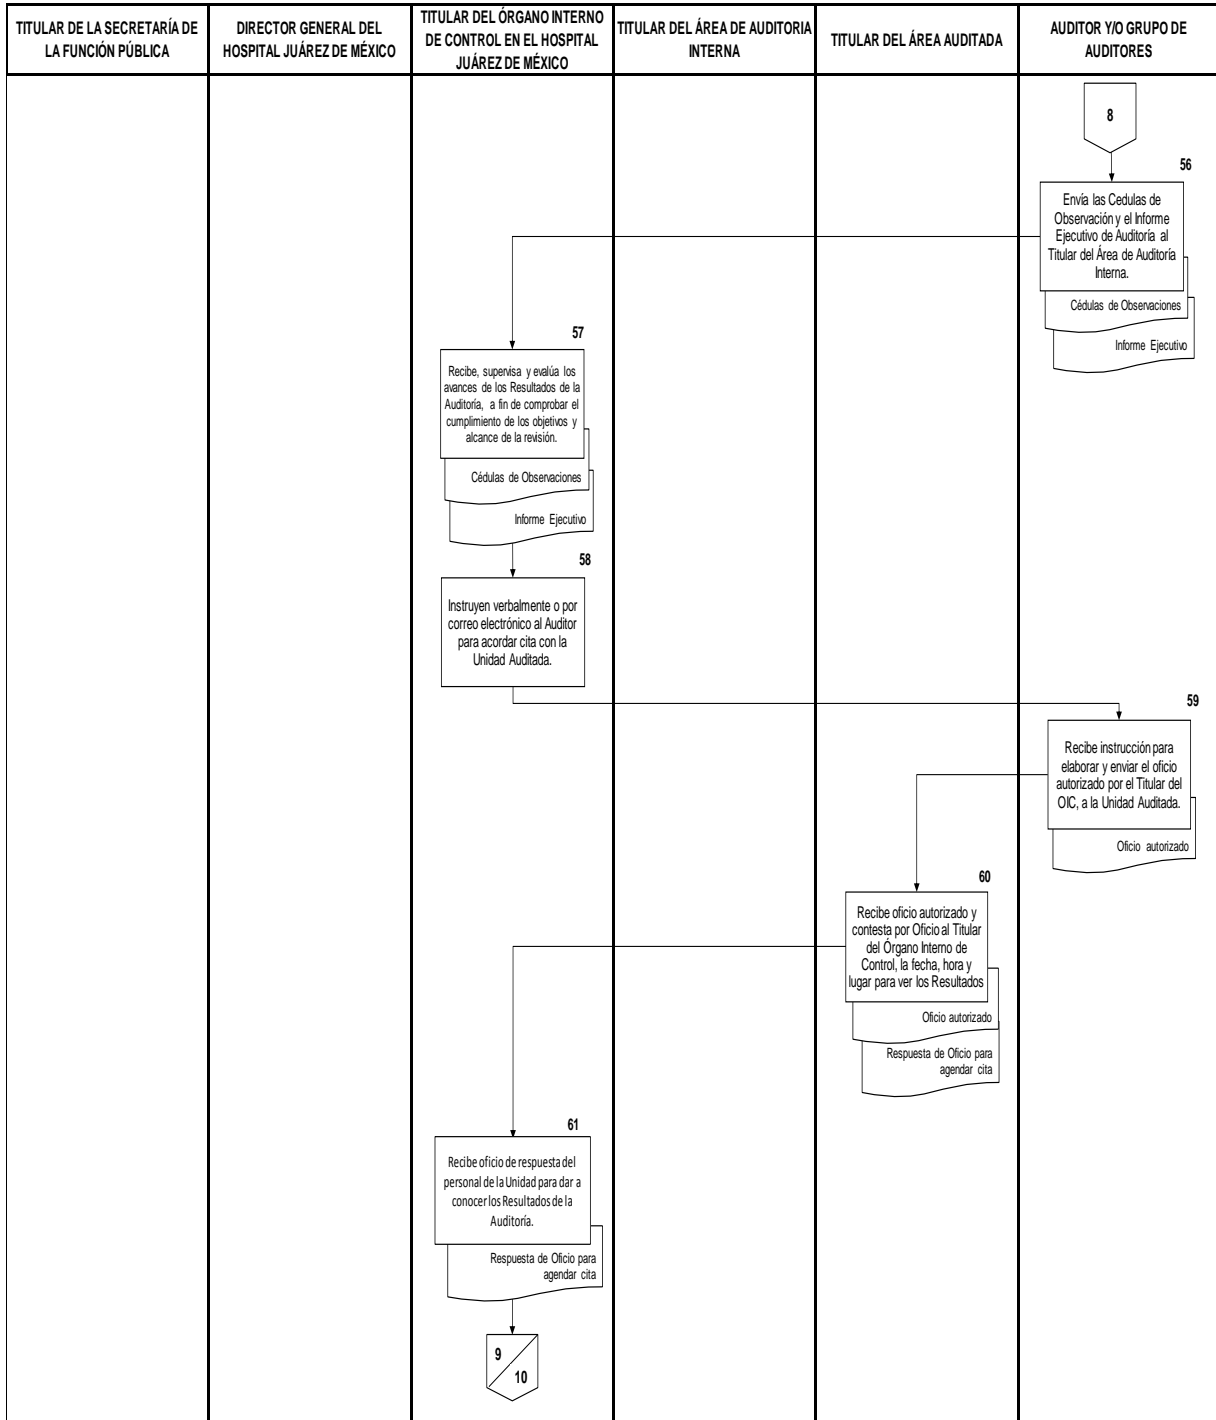 TITULAR DE LA SECRETARÍA DE
LA FUNCIÓN PÚBLICA
DIRECTOR GENERAL DEL
HOSPITAL JUÁREZ DE MÉXICO
TITULAR DEL ÓRGANO INTERNO
DE CONTROL EN EL HOSPITAL
JUÁREZ DE MÉXICO
TITULAR DEL ÁREA DE AUDITORIA
INTERNA
TITULAR DEL ÁREA AUDITADA
AUDITOR Y/O GRUPO DE
AUDITORES
8
56
Envía las Cedulas de
Observación y el Informe
Ejecutivo de Auditoría al
Titular del Área de Auditoría
Interna.
Cédulas de Observaciones
Informe Ejecutivo
57
Recibe, supervisa y evalúa los
avances de los Resultados de la
Auditoría, a fin de comprobar el
cumplimiento de los objetivos y
alcance de la revisión.
Cédulas de Observaciones
Informe Ejecutivo
58
Instruyen verbalmente o por
correo electrónico al Auditor
para acordar cita con la
Unidad Auditada.
59
Recibe instrucción para
elaborar y enviar el oficio
autorizado por el Titular del
OIC, a la Unidad Auditada.
Oficio autorizado
60
Recibe oficio autorizado y
contesta por Oficio al Titular
del Órgano Interno de
Control, la fecha, hora y
lugar para ver los Resultados
Oficio autorizado
Respuesta de Oficio para
agendar cita
61
Recibe oficio de respuesta del
personal de la Unidad para dar a
conocer los Resultados de la
Auditoría.
Respuesta de Oficio para
agendar cita
9
10